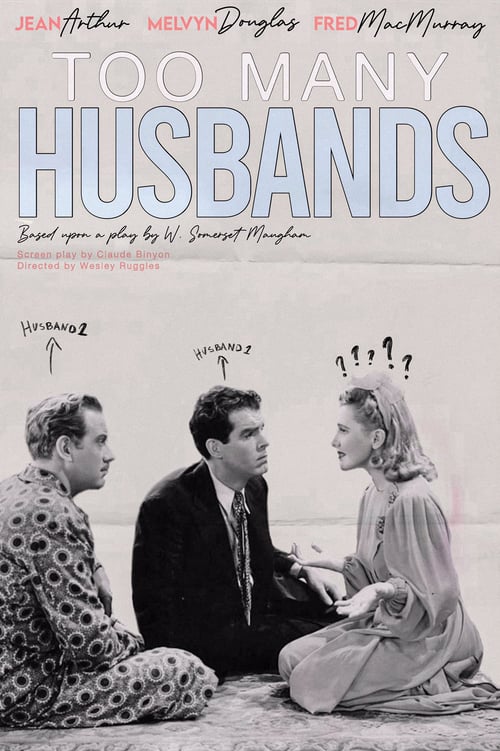 JEAN Arthur MELVYN Douglas FRED MacMurray
TOO MANY
HUSBANDS
Based upon a play by W. Somerset Maugham
Screen play by Claude Binyon
Directed by Wesley Ruggles
HUSBAND 2
HUSBAND 1
? ? ? ? ?